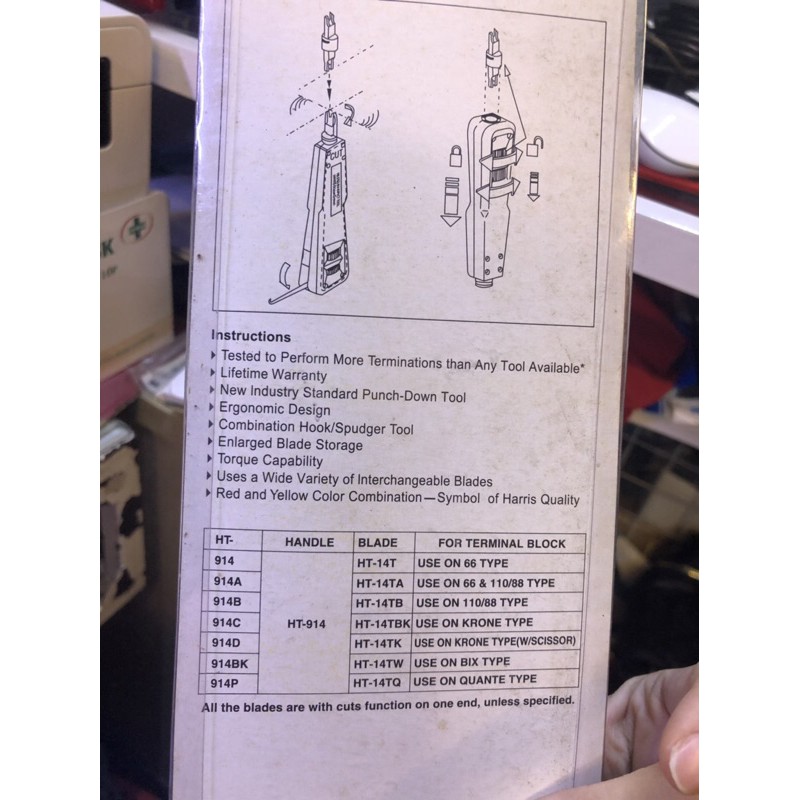 CUT
K
Instructions
Tested to Perform More Terminations than Any Tool Available*
Lifetime Warranty
New Industry Standard Punch-Down Tool
Ergonomic Design
Combination Hook/Spudger Tool
Enlarged Blade Storage
Torque Capability
Uses a Wide Variety of Interchangeable Blades
Red and Yellow Color Combination—Symbol of Harris Quality
HT- HANDLE BLADE FOR TERMINAL BLOCK
914 HT-14T USE ON 66 TYPE
914A HT-14TA USE ON 66 & 110/88 TYPE
914B HT-14TB USE ON 110/88 TYPE
914C HT-914 HT-14TBK USE ON KRONE TYPE
914D HT-14TK USE ON KRONE TYPE(W/SCISSOR)
914BK HT-14TW USE ON BIX TYPE
914P HT-14TQ USE ON QUANTE TYPE
All the blades are with cuts function on one end, unless specified.